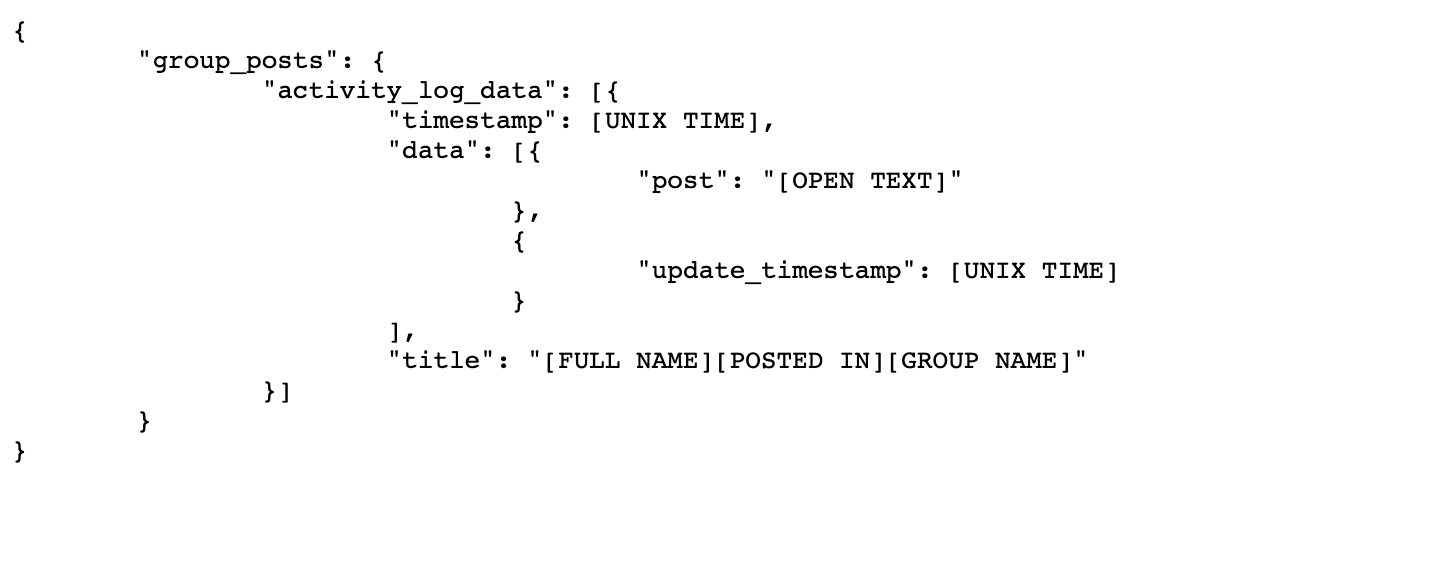 {
"group_posts": {
"activity_log_data": [{
"timestamp": [UNIX TIME],
"data": [{
"post": "[OPEN TEXT]"
},
{
"update_timestamp": [UNIX TIME]
}
],
"title": "[FULL NAME][POSTED IN][GROUP NAME]"
}]
}
}